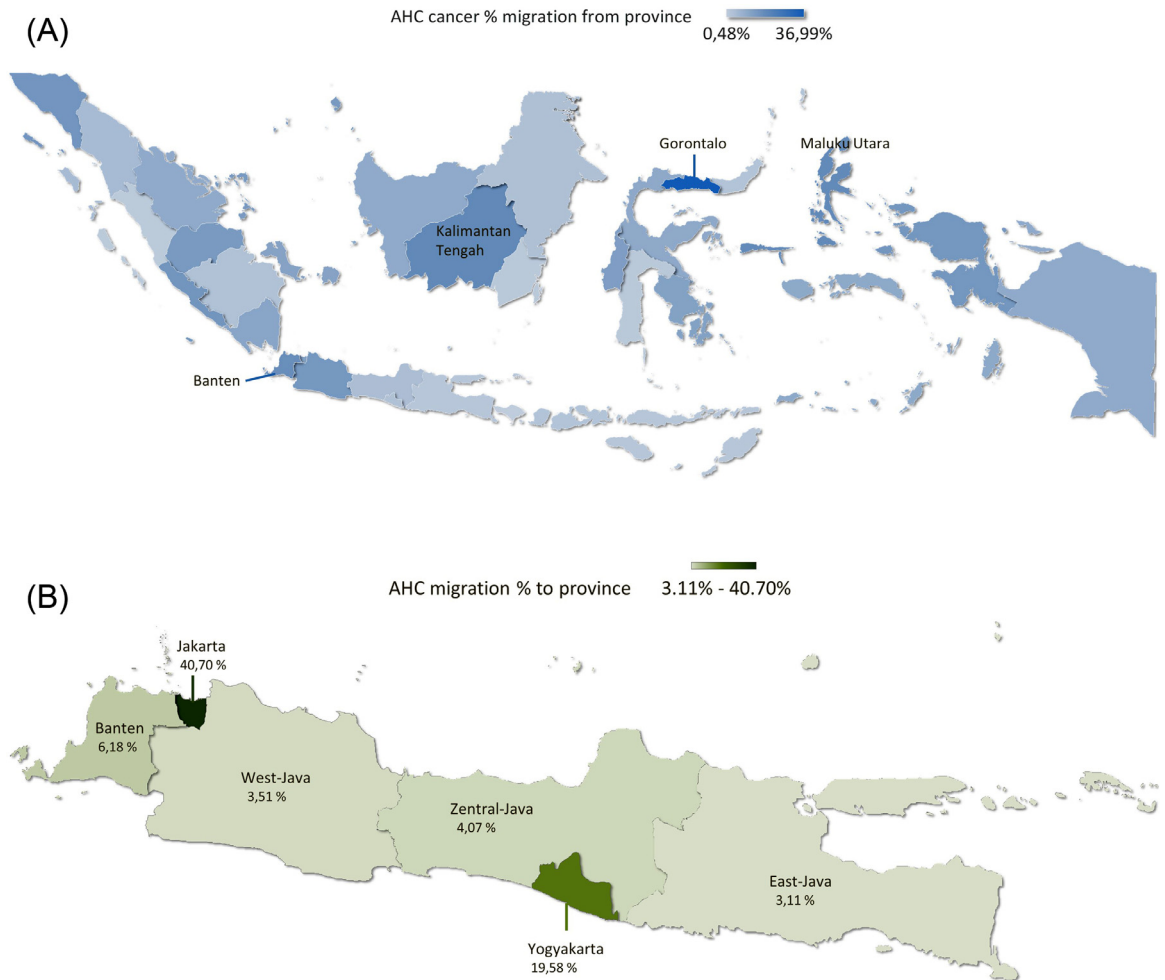 (A)
AHC cancer % migration from province
0,48% 36,99%
Gorontalo
Maluku Utara
Kalimantan
Tengah
Banten
(B)
AHC migration % to province
3.11% - 40.70%
Jakarta
40,70 %
Banten
6,18 %
West-Java
3,51 %
Zentral-Java
4,07 %
East-Java
3,11 %
Yogyakarta
19,58 %